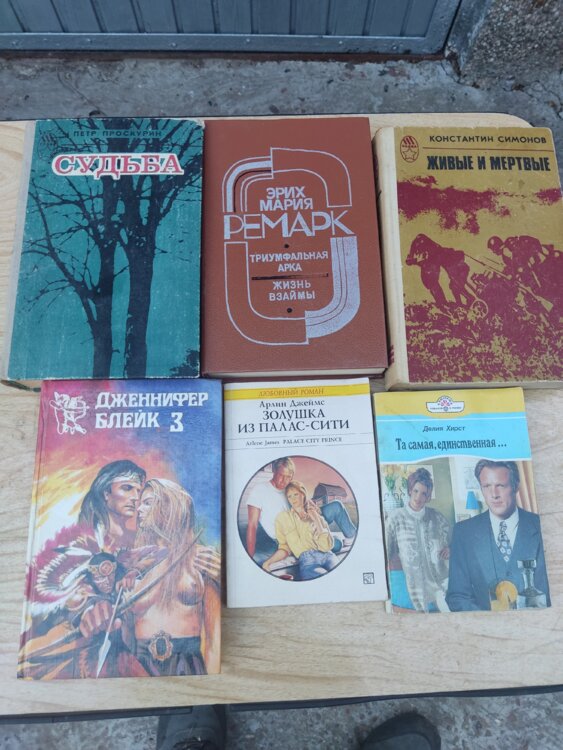 ПЕТР ПРОСКУРИН
СУДЬБА
ЭРИХ
МАРИЯ
РЕМАРК
ТРИУМФАЛЬНАЯ
АРКА
ЖИЗНЬ
ВЗАЙМЫ
КОНСТАНТИН СИМОНОВ
ЖИВЫЕ И МЕРТВЫЕ
ДЖЕННИФЕР
БЛЕЙК 3
ЛЮБОВНЫЙ РОМАН
Арлин Джеймс
ЗОЛУШКА
ИЗ ПАЛАС-СИТИ
Arlene James PALACE CITY PRINCE
Делия Хирст
Та самая, единственная...